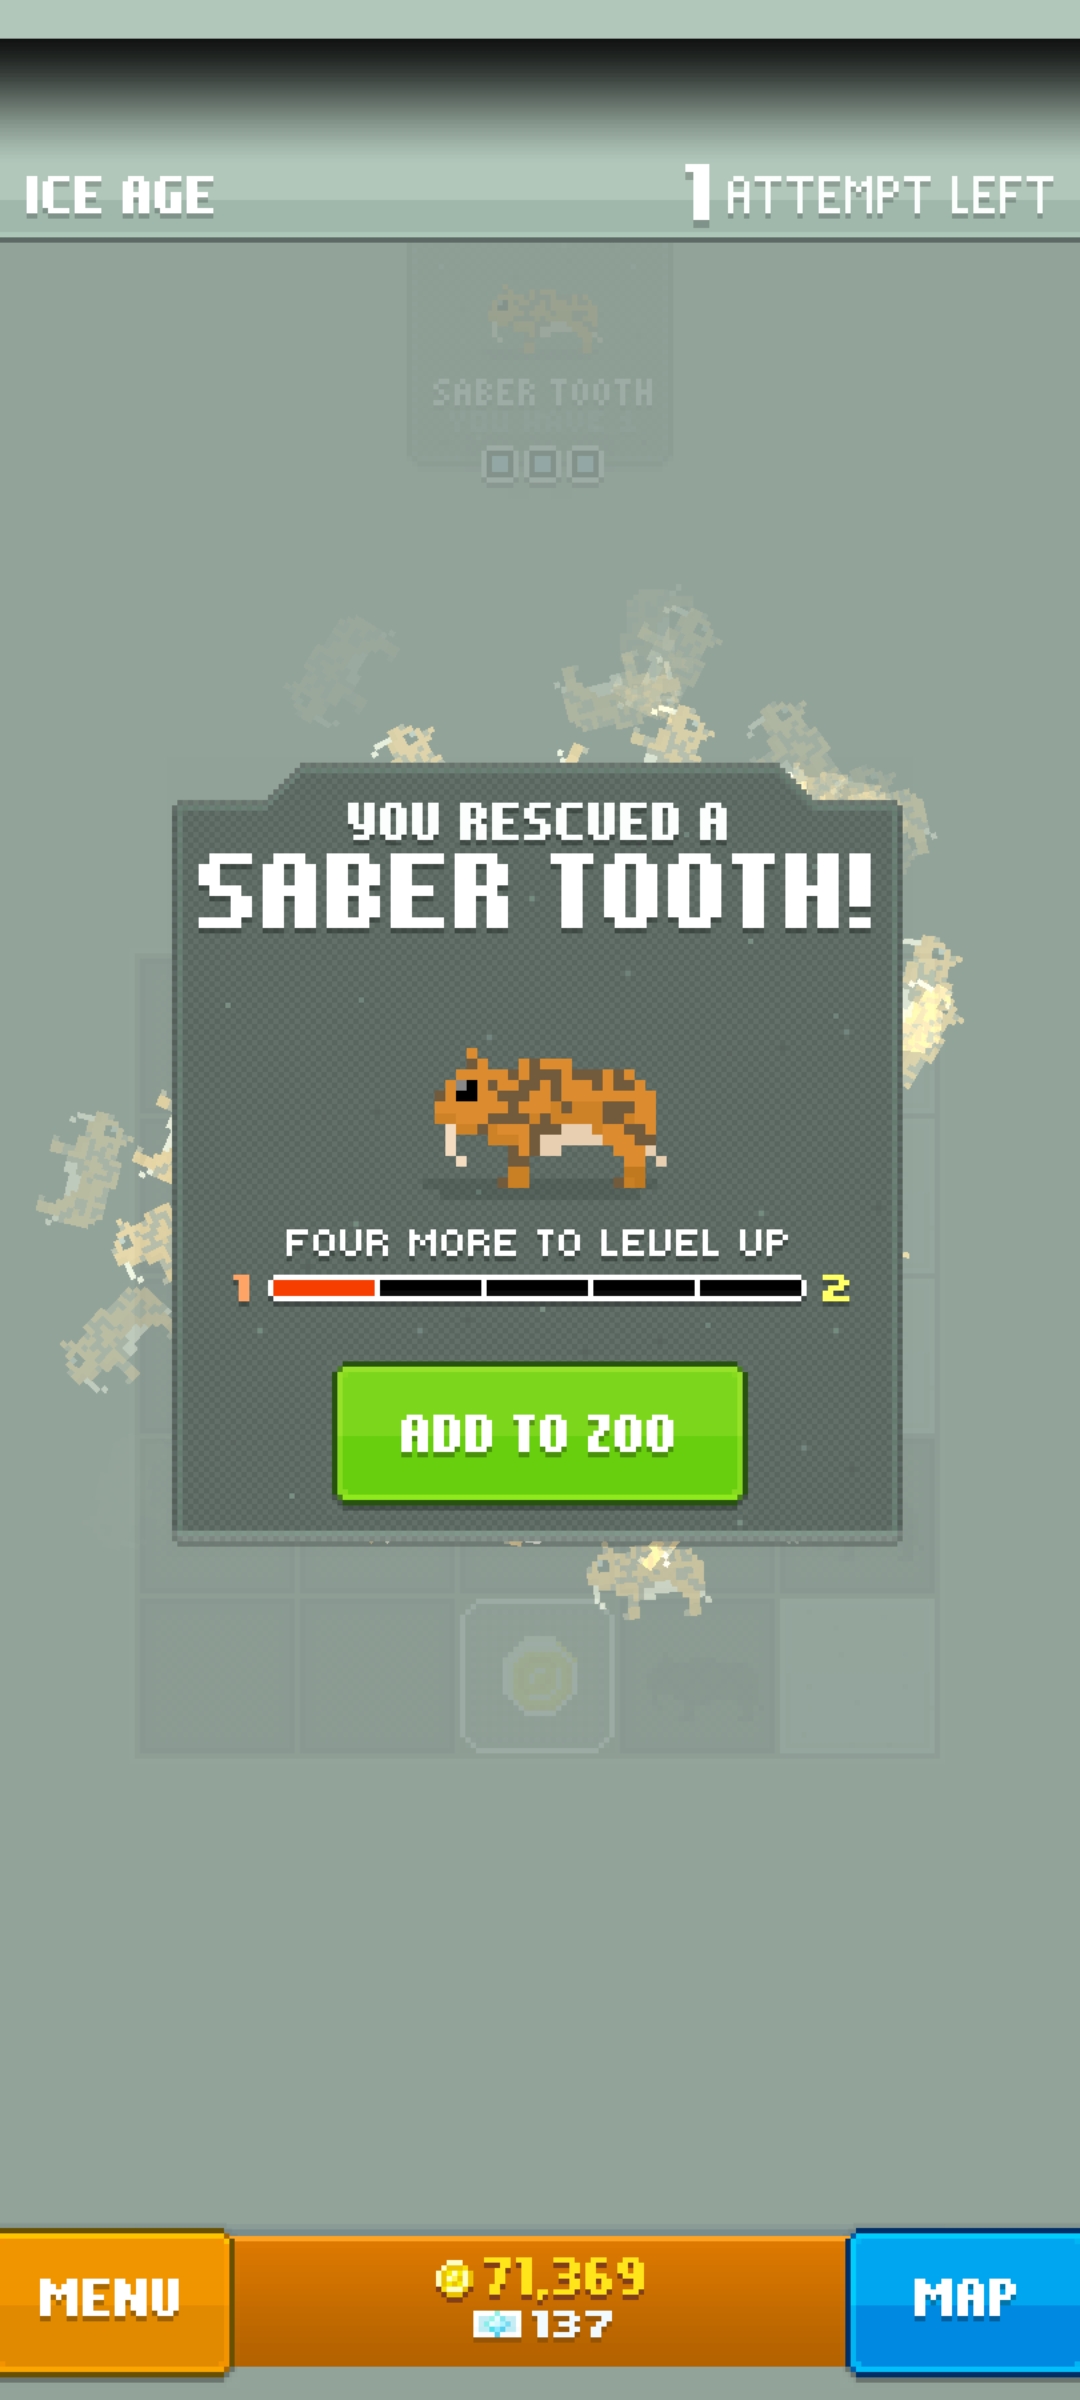 ICE AGE
1 ATTEMPT LEFT
SABER TOOTH
YOU RESCUED A
SABER TOOTH!
FOUR MORE TO LEVEL UP
1 2
ADD TO ZOO
MENU
71,369
137
MAP